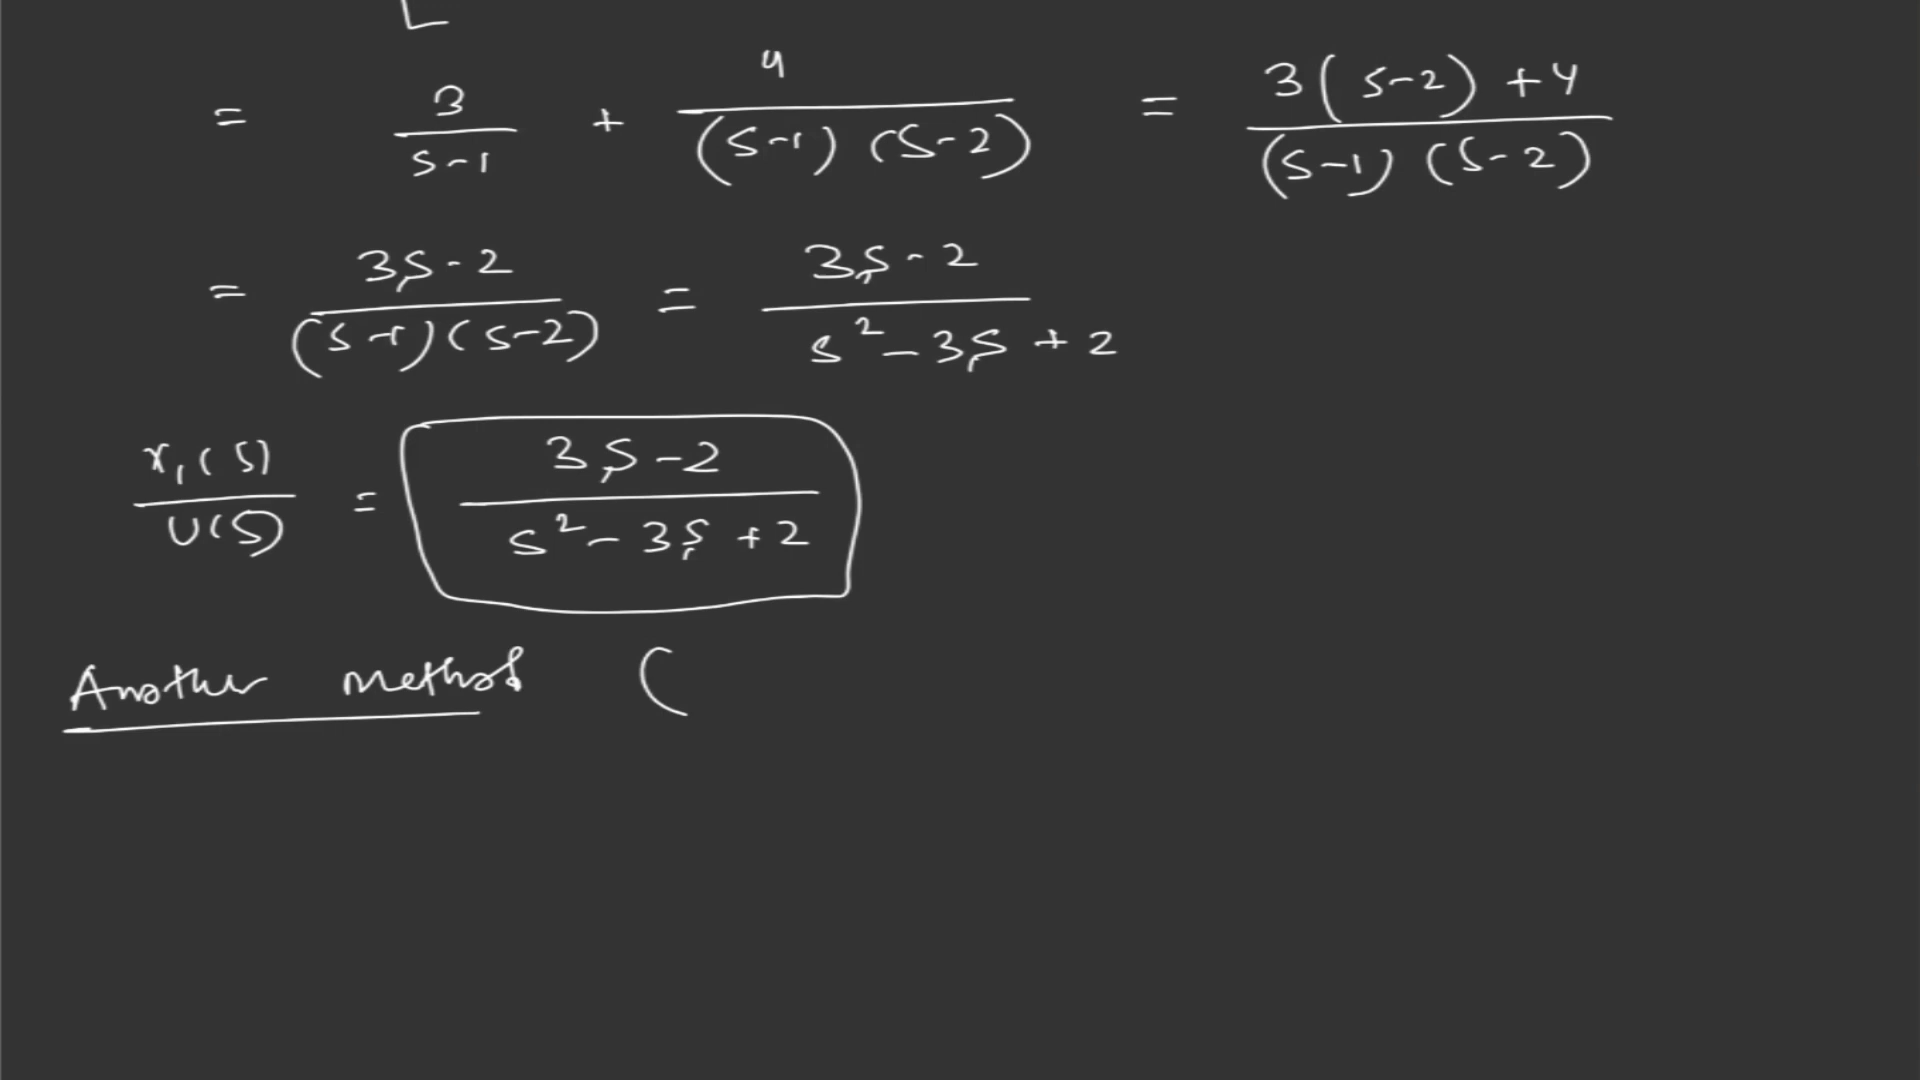 = 3/(s-1) + 4/((s-1)(s-2)) = (3(s-2)+4)/((s-1)(s-2))
= (3s-2)/((s-1)(s-2)) = (3s-2)/(s²-3s+2)
x₁(s)/U(s) = (3s-2)/(s²-3s+2)
Another method (